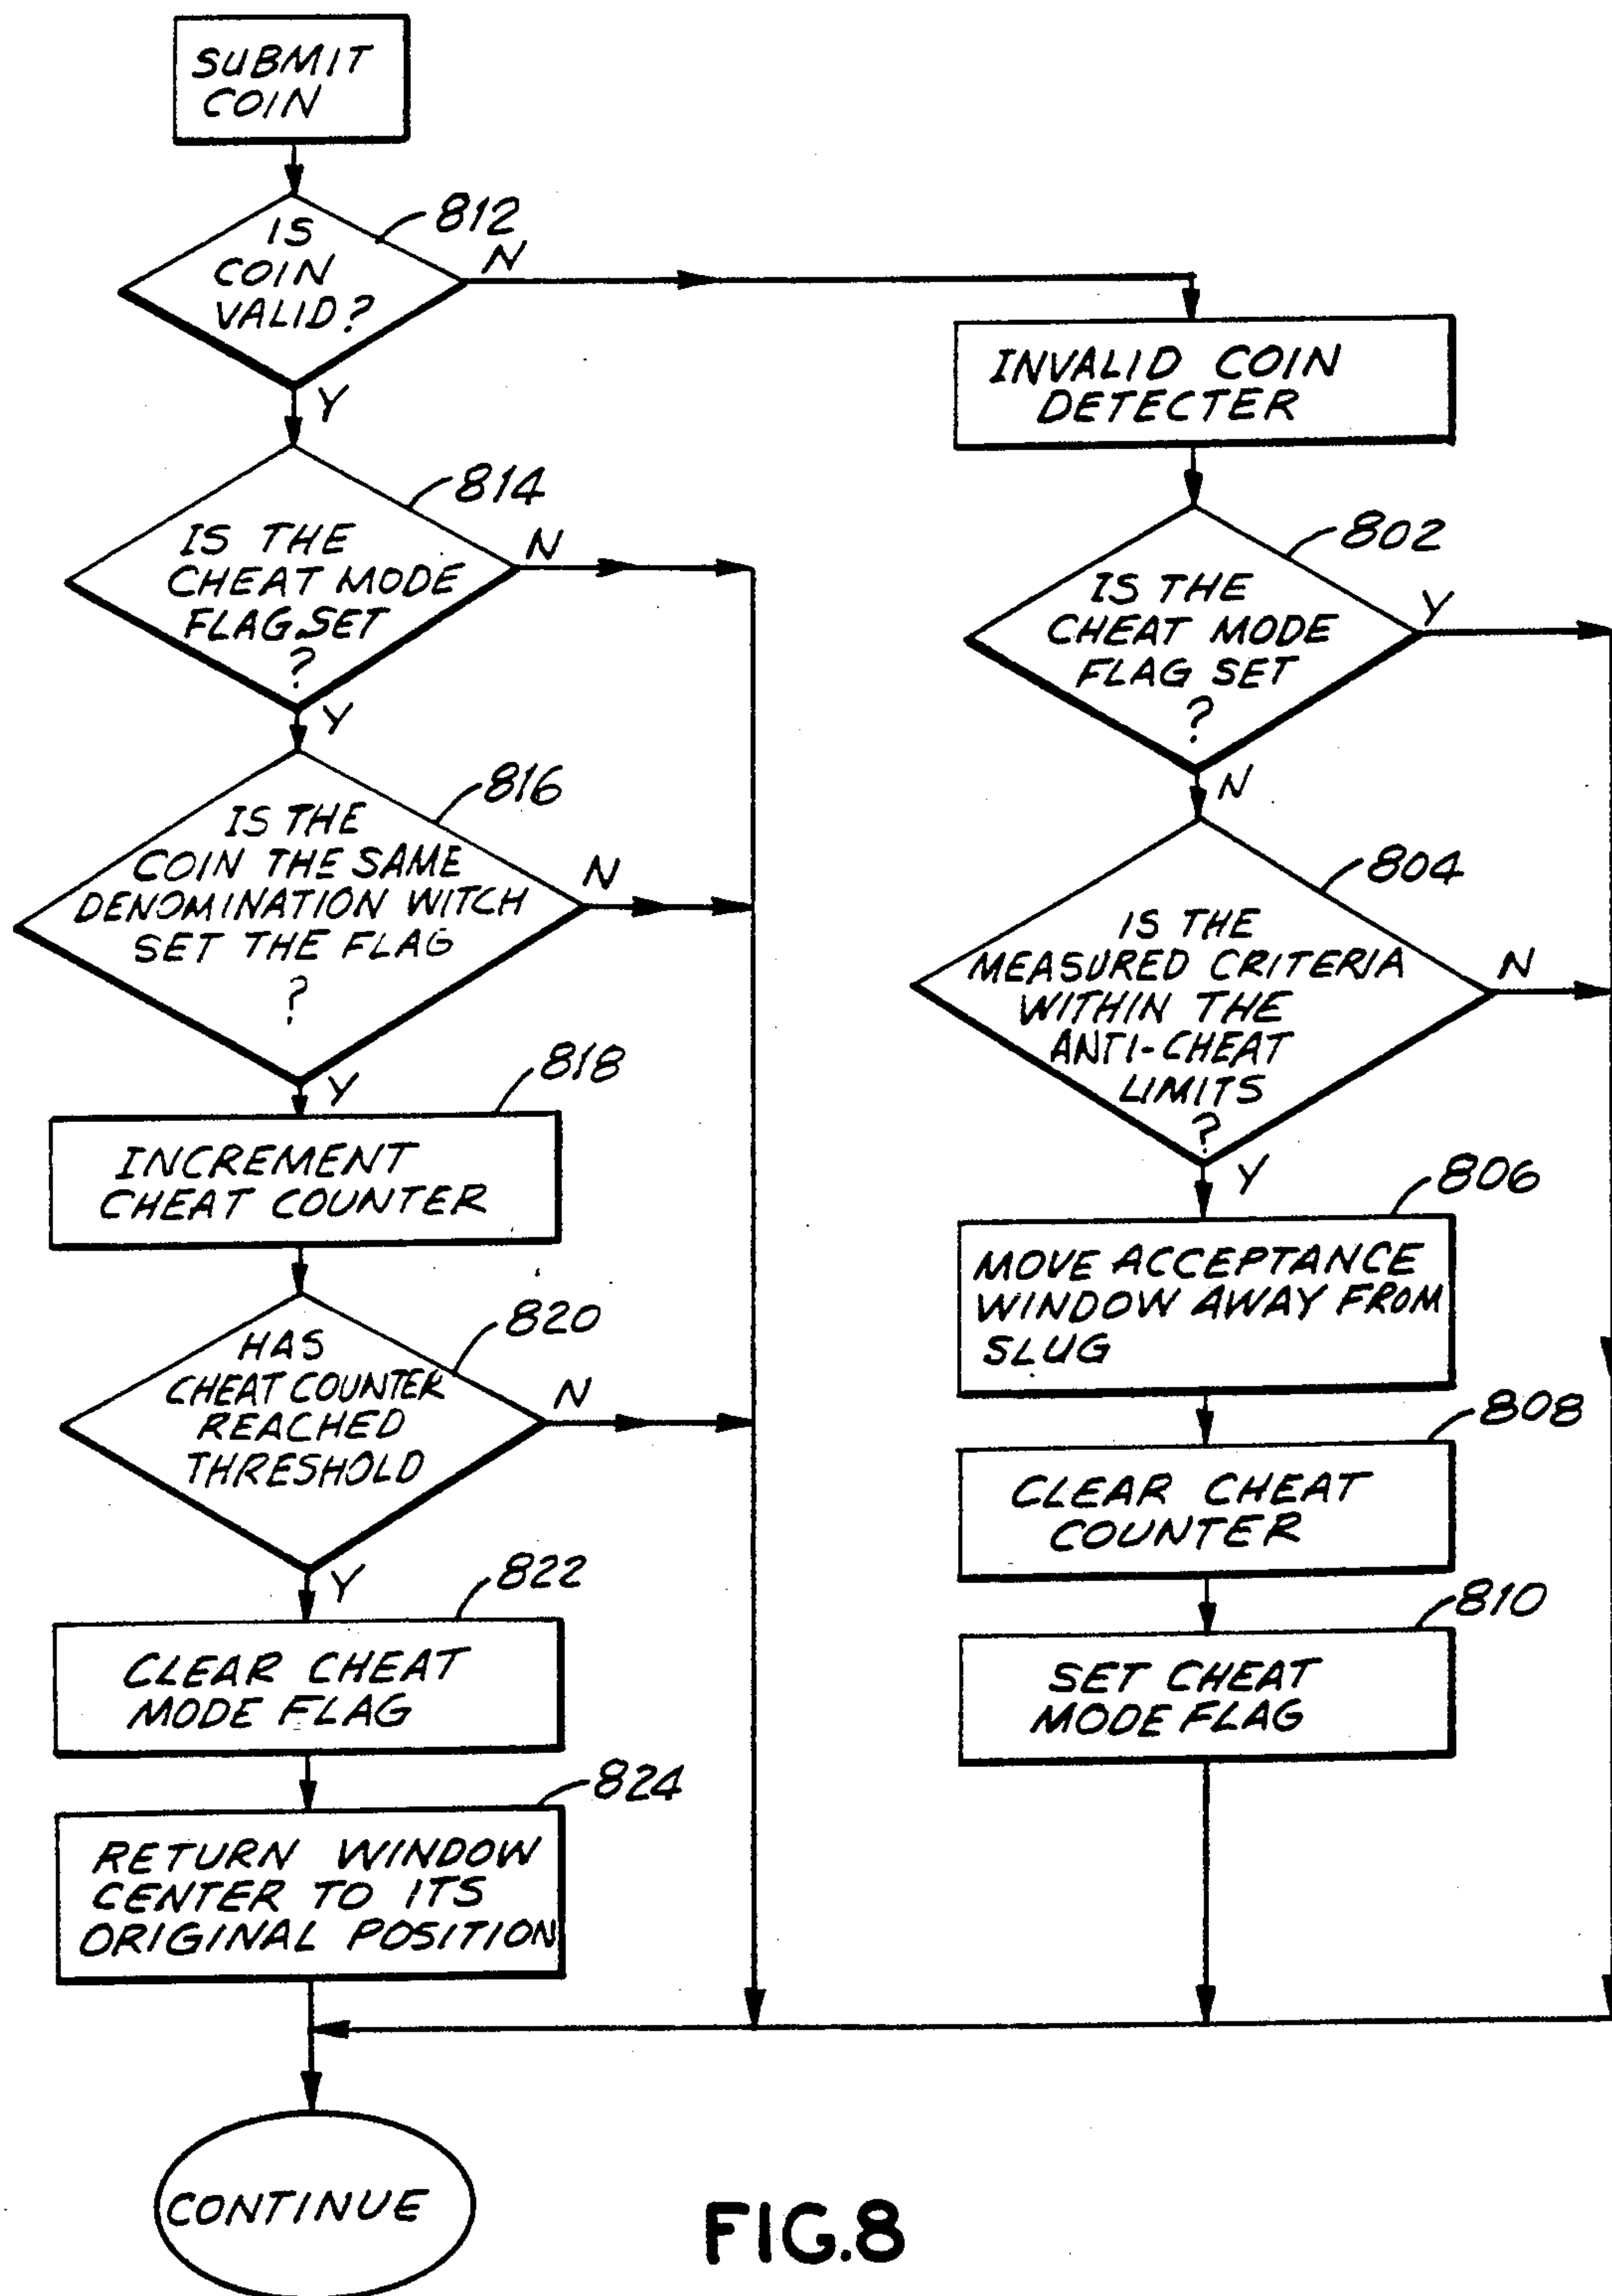 SUBMIT
COIN
812
IS
COIN
VALID?
N
Y
INVALID COIN
DETECTER
814
IS THE
CHEAT MODE
FLAG SET
?
N
Y
802
IS THE
CHEAT MODE
FLAG SET
?
Y
N
816
IS THE
COIN THE SAME
DENOMINATION WITCH
SET THE FLAG
?
N
Y
804
IS THE
MEASURED CRITERIA
WITHIN THE
ANTI-CHEAT
LIMITS
?
N
Y
818
INCREMENT
CHEAT COUNTER
806
MOVE ACCEPTANCE
WINDOW AWAY FROM
SLUG
820
HAS
CHEAT COUNTER
REACHED
THRESHOLD
N
Y
808
CLEAR CHEAT
COUNTER
822
CLEAR CHEAT
MODE FLAG
810
SET CHEAT
MODE FLAG
824
RETURN WINDOW
CENTER TO ITS
ORIGINAL POSITION
CONTINUE
FIG.8